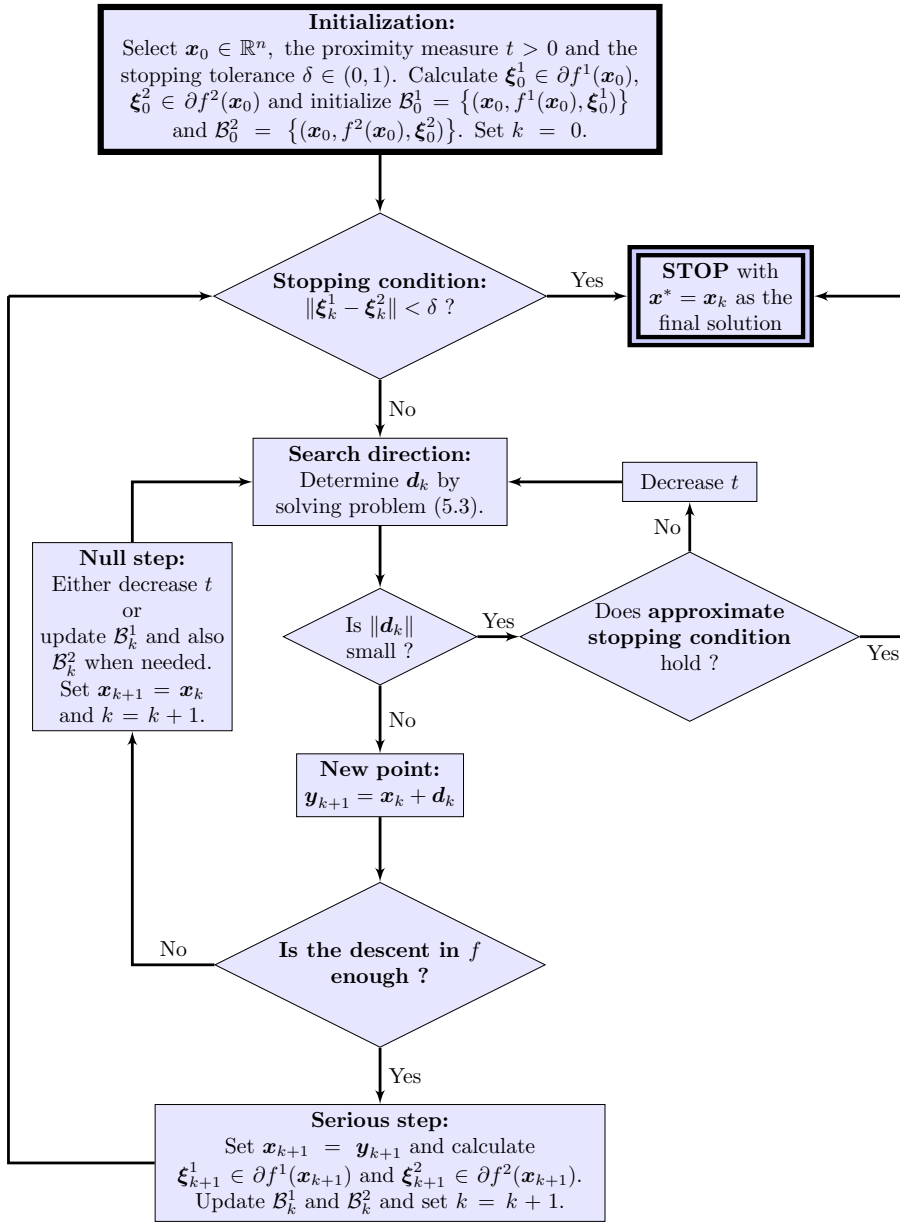 Initialization:
Select 𝒙₀ ∈ ℝⁿ, the proximity measure t > 0 and the
stopping tolerance δ ∈ (0, 1). Calculate ξ₀¹ ∈ ∂f¹(𝒙₀),
ξ₀² ∈ ∂f²(𝒙₀) and initialize ℬ₀¹ = {(𝒙₀, f¹(𝒙₀), ξ₀¹)}
and ℬ₀² = {(𝒙₀, f²(𝒙₀), ξ₀²)}. Set k = 0.
Stopping condition:
‖ξₖ¹ − ξₖ²‖ < δ ?
Yes
STOP with
𝒙* = 𝒙ₖ as the
final solution
No
Search direction:
Determine 𝒅ₖ by
solving problem (5.3).
Decrease t
No
Null step:
Either decrease t
or
update ℬₖ¹ and also
ℬₖ² when needed.
Set 𝒙ₖ₊₁ = 𝒙ₖ
and k = k + 1.
Is ‖𝒅ₖ‖
small ?
Yes
Does approximate
stopping condition
hold ?
Yes
No
New point:
𝒚ₖ₊₁ = 𝒙ₖ + 𝒅ₖ
Is the descent in f
enough ?
No
Yes
Serious step:
Set 𝒙ₖ₊₁ = 𝒚ₖ₊₁ and calculate
ξₖ₊₁¹ ∈ ∂f¹(𝒙ₖ₊₁) and ξₖ₊₁² ∈ ∂f²(𝒙ₖ₊₁).
Update ℬₖ¹ and ℬₖ² and set k = k + 1.